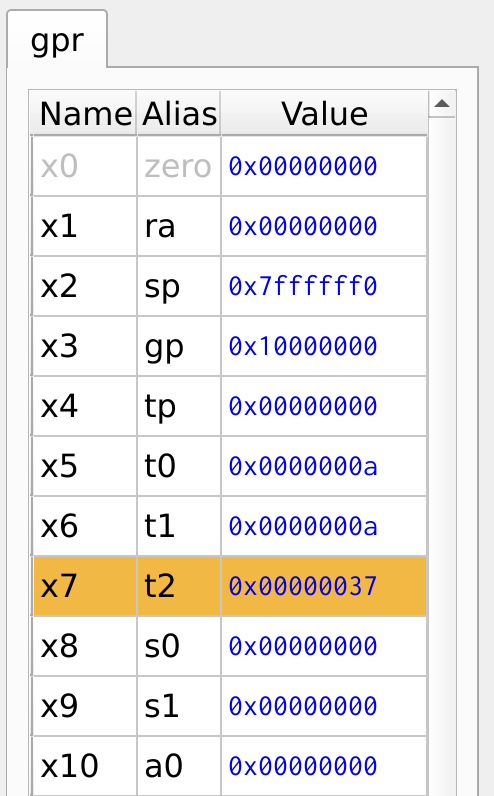 gpr
Name Alias Value
x0 zero 0x00000000
x1 ra 0x00000000
x2 sp 0x7ffffff0
x3 gp 0x10000000
x4 tp 0x00000000
x5 t0 0x0000000a
x6 t1 0x0000000a
x7 t2 0x00000037
x8 s0 0x00000000
x9 s1 0x00000000
x10 a0 0x00000000